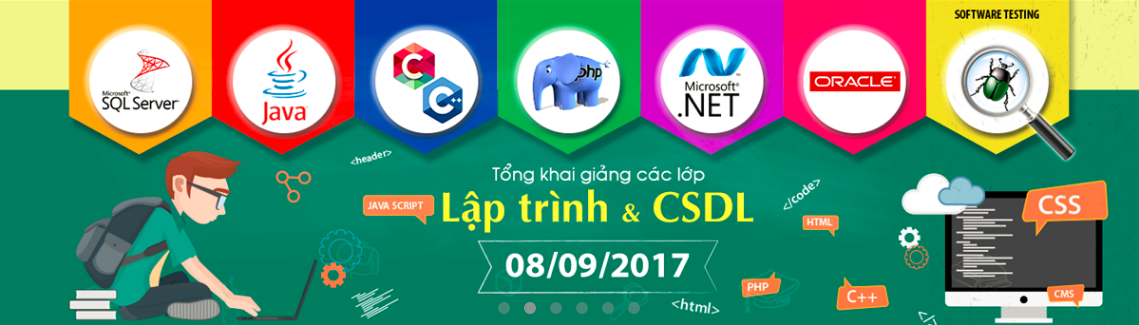 SOFTWARE TESTING
Microsoft®
SQL Server
Java
C
C++
php
Microsoft®
.NET
ORACLE
<header>
Tổng khai giảng các lớp
JAVA SCRIPT
Lập trình & CSDL
</code>
HTML
CSS
08/09/2017
PHP
C++
CMS
<html>
</